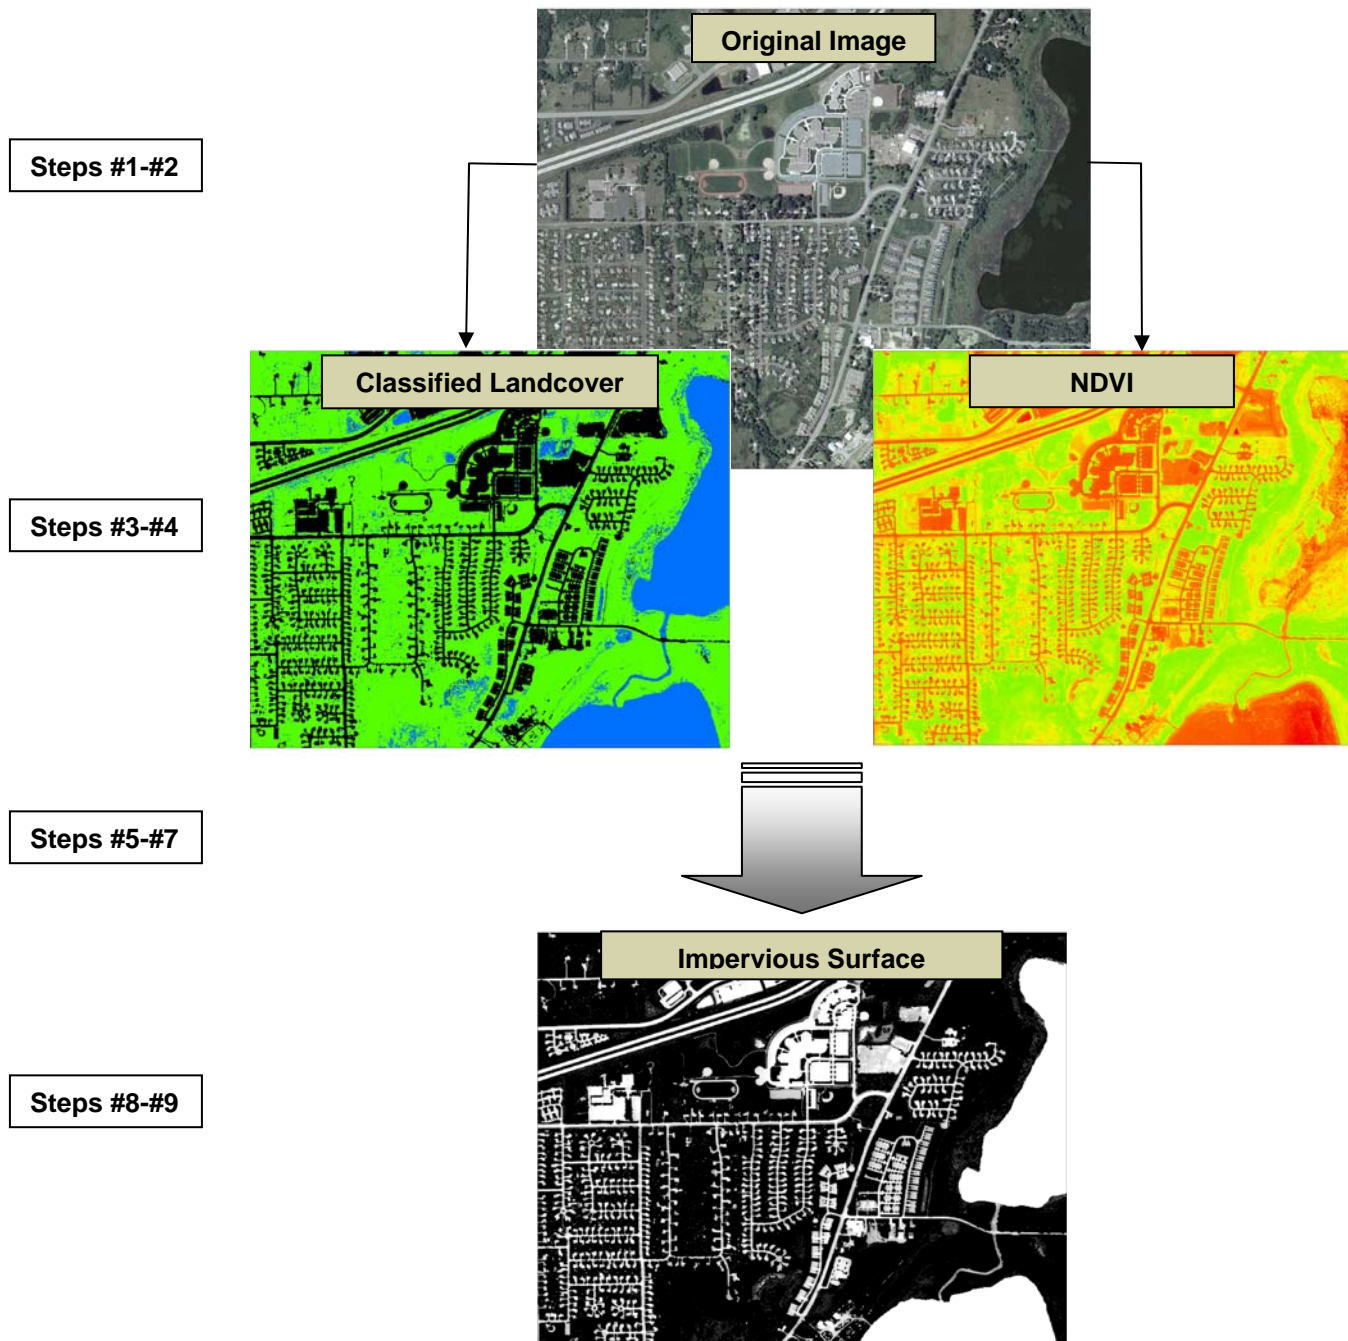 Original Image
Steps #1-#2
Classified Landcover
NDVI
Steps #3-#4
Steps #5-#7
Impervious Surface
Steps #8-#9